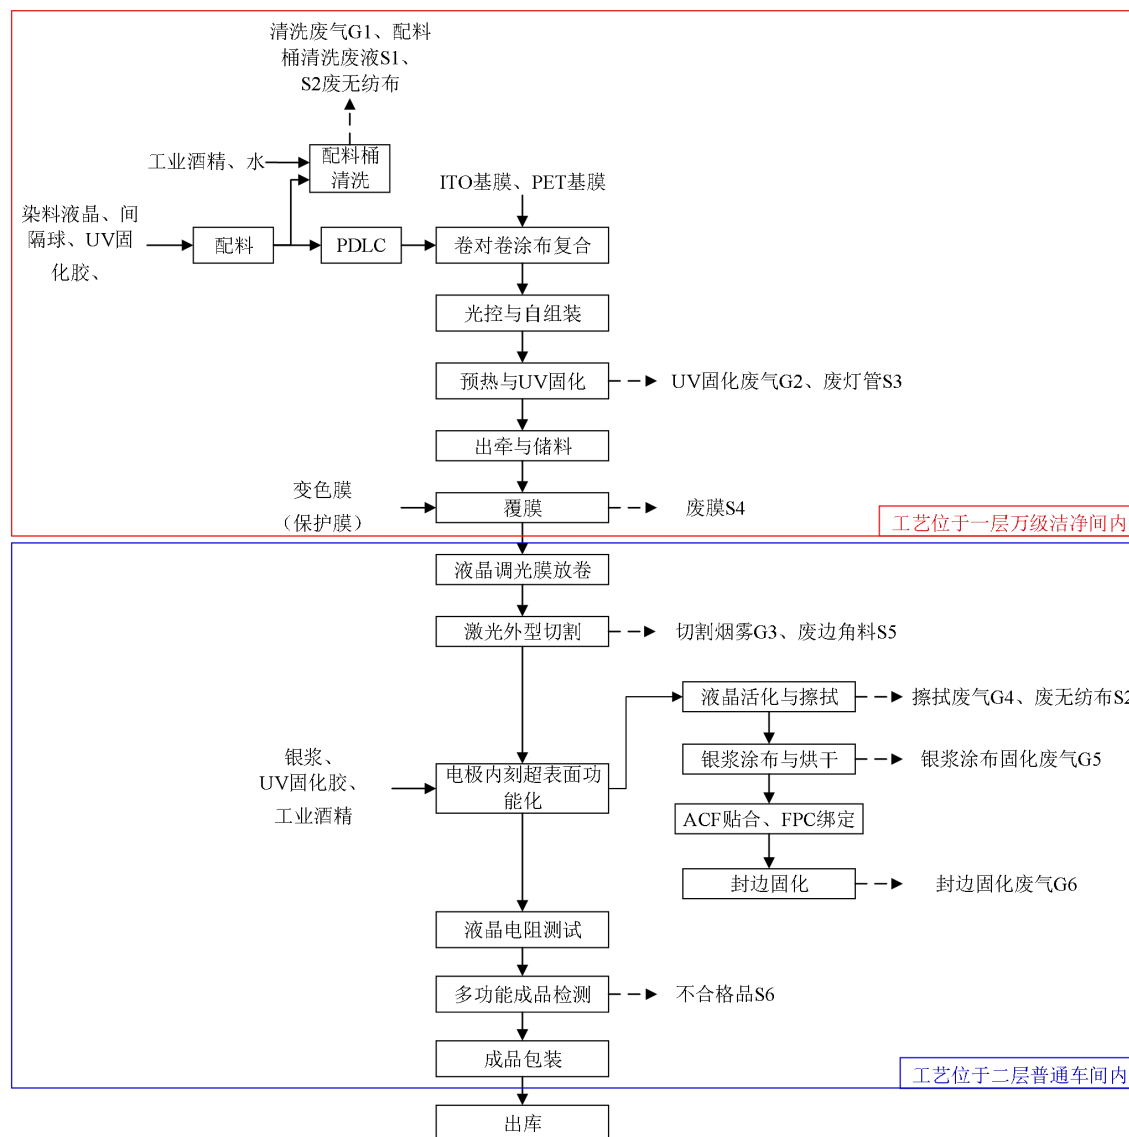 清洗废气G1、配料
桶清洗废液S1、
S2废无纺布
工业酒精、水
配料桶
清洗
ITO基膜、PET基膜
染料液晶、间
隔球、UV固
化胶、
配料
PDLC
卷对卷涂布复合
光控与自组装
预热与UV固化
UV固化废气G2、废灯管S3
出牵与储料
变色膜
（保护膜）
覆膜
废膜S4
工艺位于一层万级洁净间内
液晶调光膜放卷
激光外型切割
切割烟雾G3、废边角料S5
液晶活化与擦拭
擦拭废气G4、废无纺布S2
银浆、
UV固化胶、
工业酒精
电极内刻超表面功
能化
银浆涂布与烘干
银浆涂布固化废气G5
ACF贴合、FPC绑定
封边固化
封边固化废气G6
液晶电阻测试
多功能成品检测
不合格品S6
成品包装
工艺位于二层普通车间内
出库